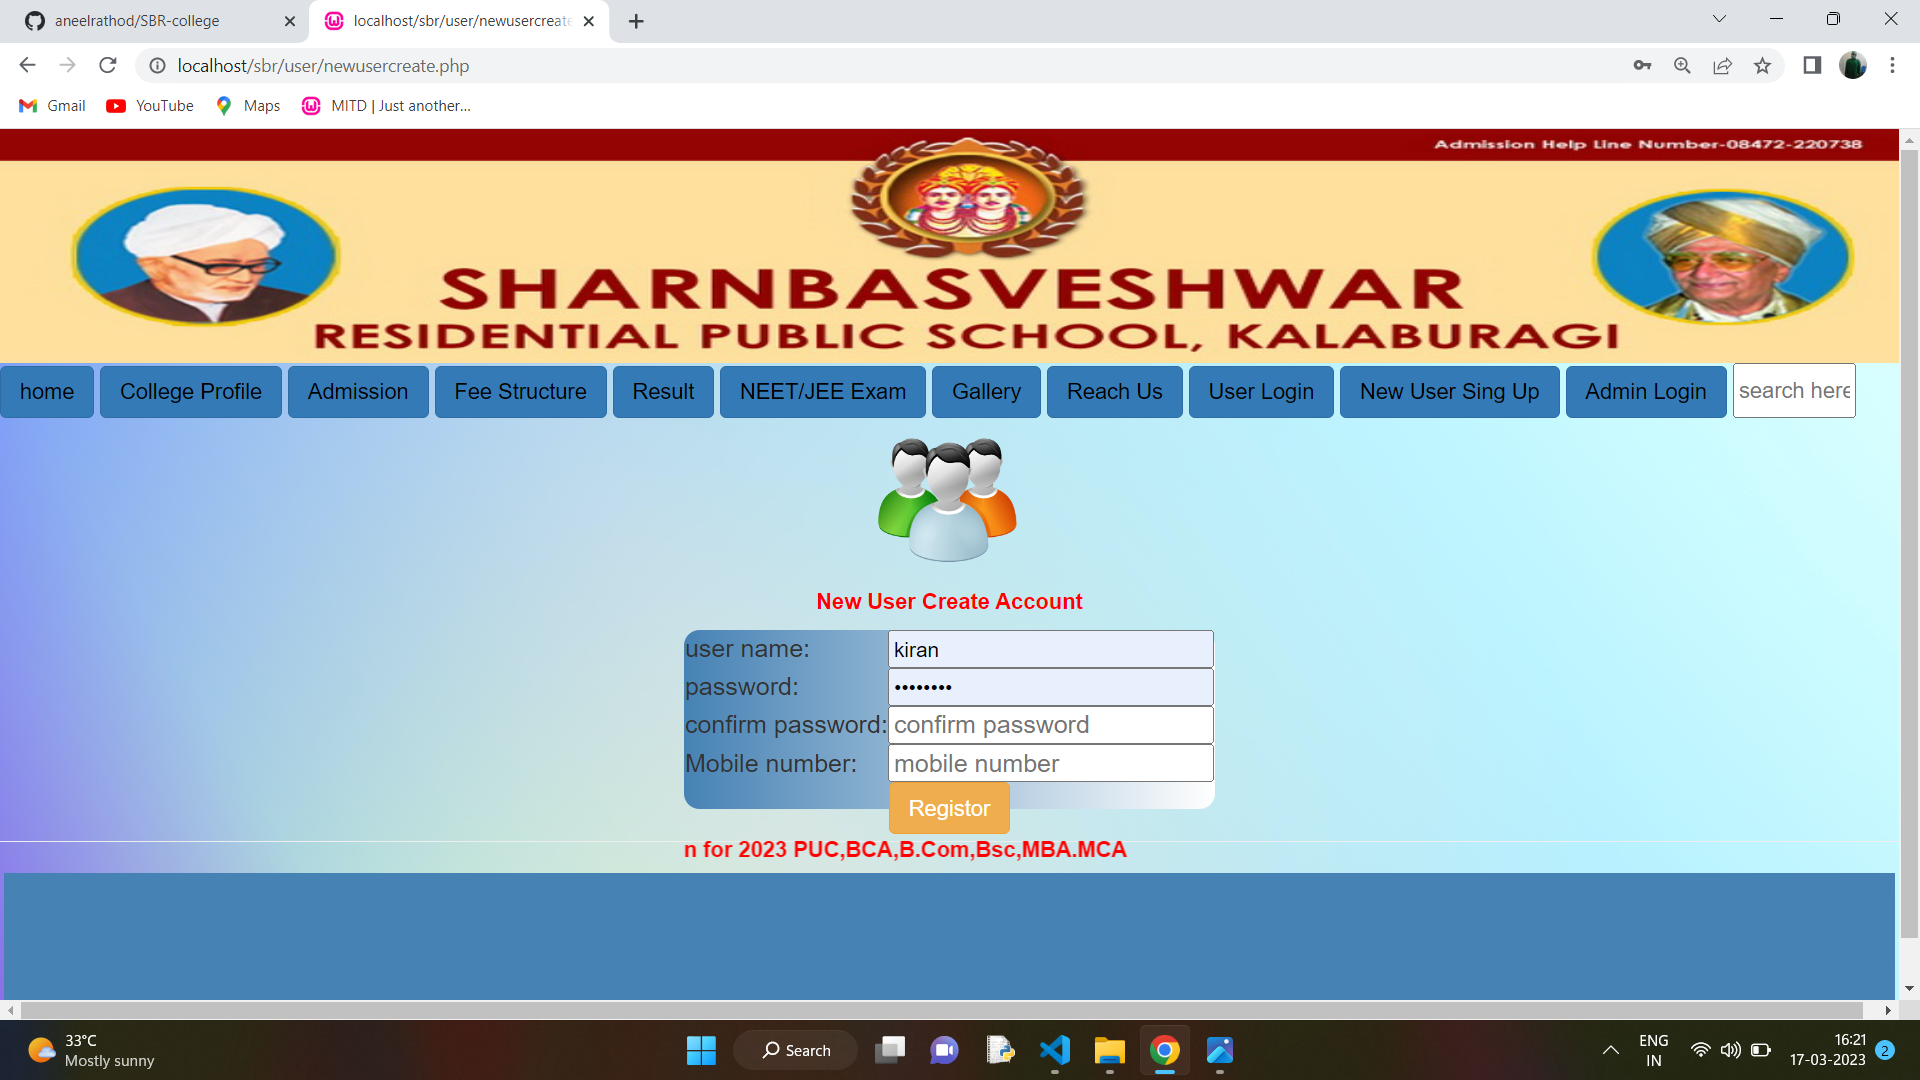 aneelrathod/SBR-college
localhost/sbr/user/newusercreate
localhost/sbr/user/newusercreate.php
Gmail
YouTube
Maps
MITD | Just another...
Admission Help Line Number-08472-220738
SHARNBASVESHWAR
RESIDENTIAL PUBLIC SCHOOL, KALABURAGI
home
College Profile
Admission
Fee Structure
Result
NEET/JEE Exam
Gallery
Reach Us
User Login
New User Sing Up
Admin Login
search here
New User Create Account
user name:
kiran
password:
••••••••
confirm password:
confirm password
Mobile number:
mobile number
Registor
n for 2023 PUC,BCA,B.Com,Bsc,MBA.MCA
33°C
Mostly sunny
Search
ENG
IN
16:21
17-03-2023
2